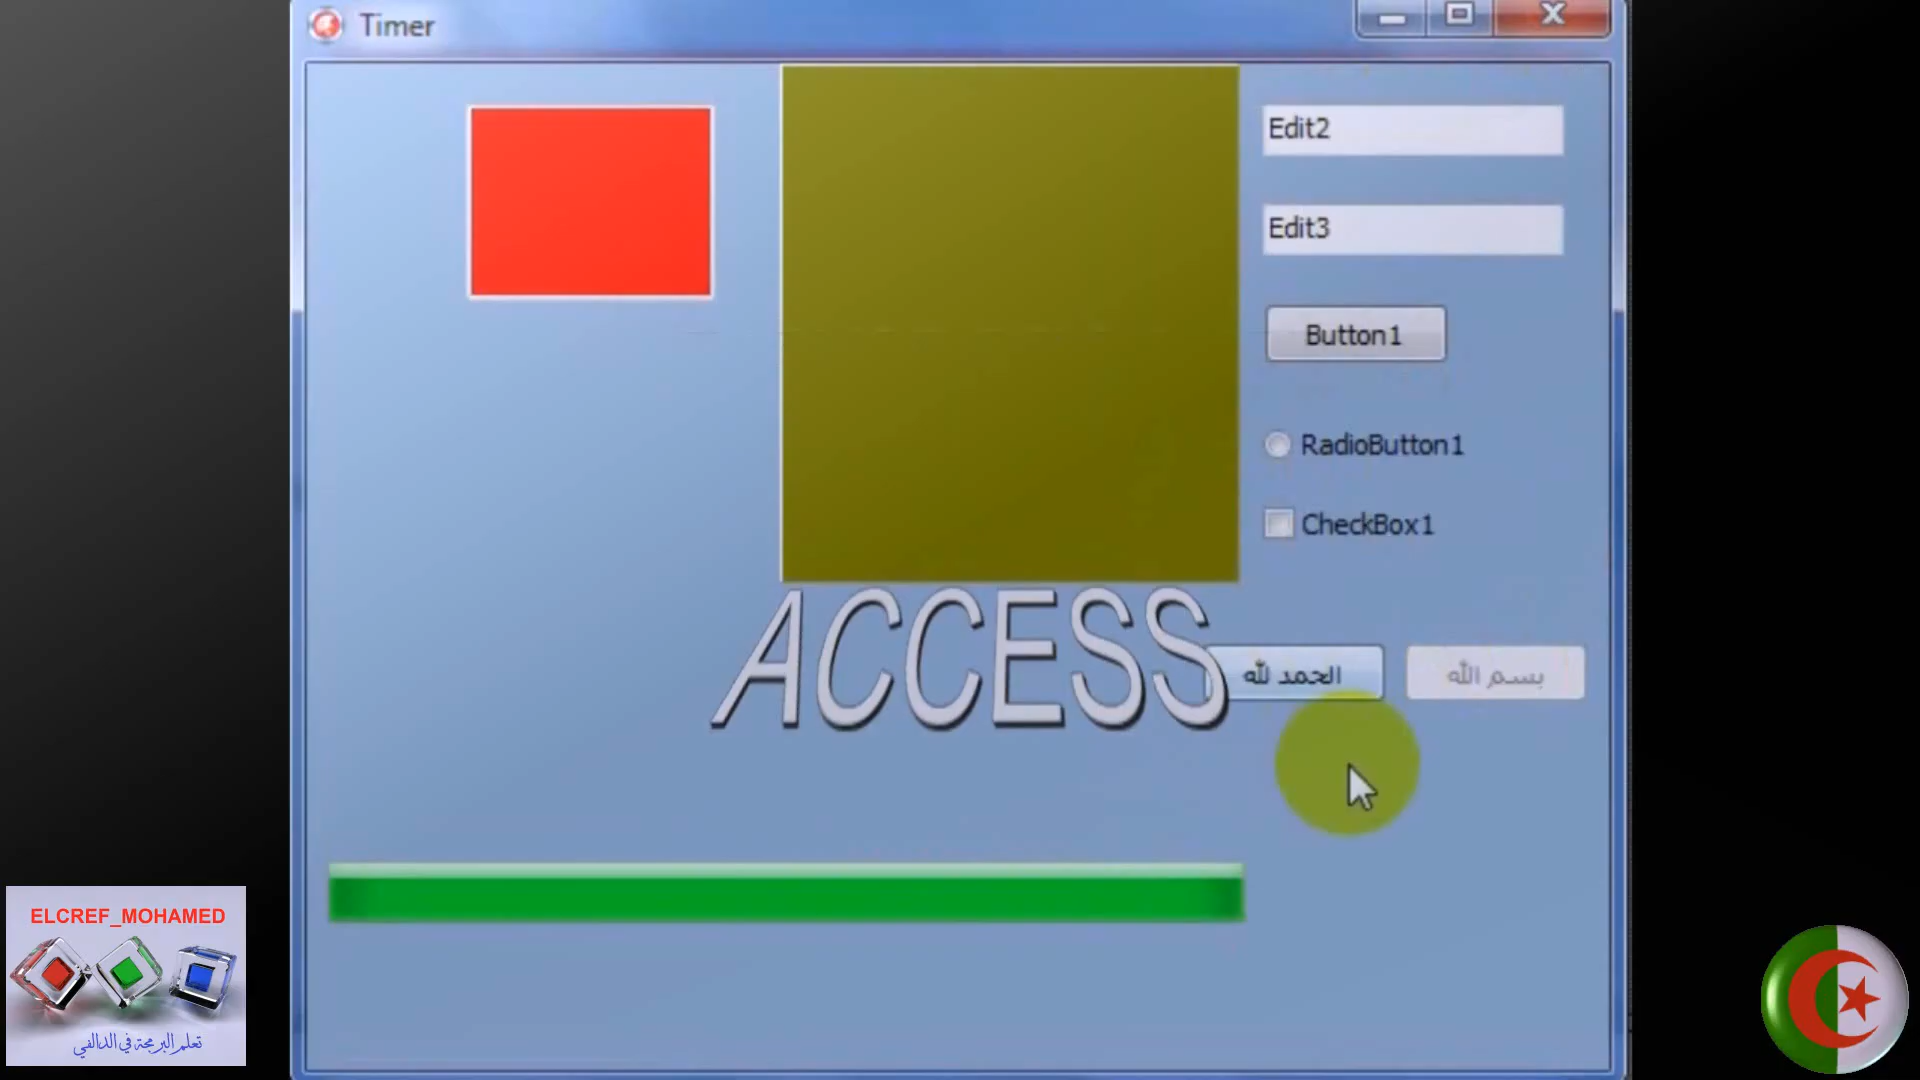 Timer
Edit2
Edit3
Button1
RadioButton1
CheckBox1
ACCESS
الحمد لله
بسم الله
ELCREF_MOHAMED
تعلم البرمجة في الدالفي